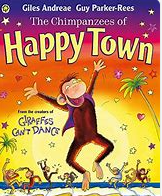 Giles Andreae Guy Parker-Rees
The Chimpanzees of
Happy Town
From the creators of
GIRAFFES
CAN'T DANCE